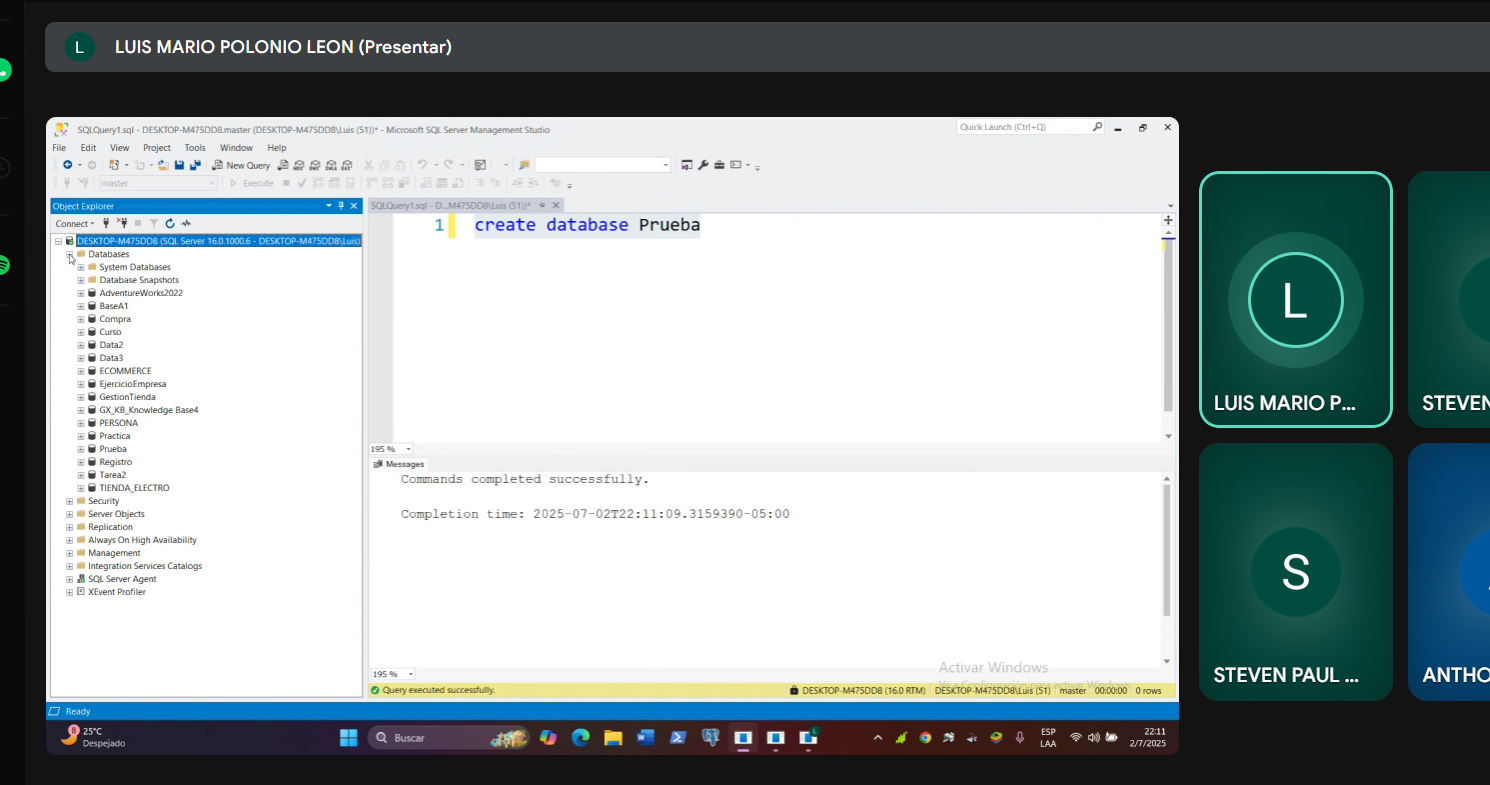 L LUIS MARIO POLONIO LEON (Presentar)
SQLQuery1.sql - DESKTOP-M475DD8.master (DESKTOP-M475DD8\Luis (51))* - Microsoft SQL Server Management Studio
Quick Launch (Ctrl+Q)
File Edit View Project Tools Window Help
New Query
master Execute
Object Explorer
SQLQuery1.sql - D...M475DD8\Luis (51))*
Connect
1 create database Prueba
DESKTOP-M475DD8 (SQL Server 16.0.1000.6 - DESKTOP-M475DD8\Luis)
Databases
System Databases
Database Snapshots
AdventureWorks2022
BaseA1
Compra
Curso
Data2
Data3
ECOMMERCE
EjercicioEmpresa
GestionTienda
GX_KB_Knowledge Base4
PERSONA
Practica
Prueba
Registro
Tarea2
TIENDA_ELECTRO
Security
Server Objects
Replication
Always On High Availability
Management
Integration Services Catalogs
SQL Server Agent
XEvent Profiler
195 %
Messages
Commands completed successfully.
Completion time: 2025-07-02T22:11:09.3159390-05:00
Activar Windows
195 %
Query executed successfully.
DESKTOP-M475DD8 (16.0 RTM) DESKTOP-M475DD8\Luis (51) master 00:00:00 0 rows
Ready
8
25°C
Despejado
Buscar
L
ESP
LAA
22:11
2/7/2025
L
LUIS MARIO P...
STEVEN
S
STEVEN PAUL ...
ANTHO